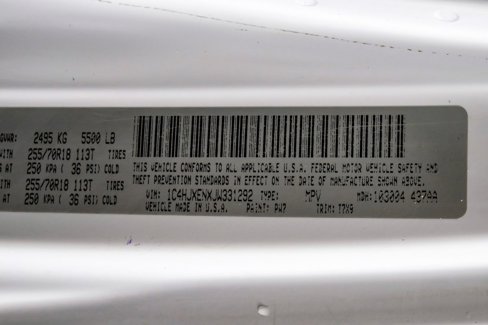 GVWR: 2495 KG 5500 LB
WITH 255/70R18 113T TIRES
S AT 250 KPA ( 36 PSI) COLD
WITH 255/70R18 113T TIRES
S AT 250 KPA ( 36 PSI) COLD
THIS VEHICLE CONFORMS TO ALL APPLICABLE U.S.A. FEDERAL MOTOR VEHICLE SAFETY AND
THEFT PREVENTION STANDARDS IN EFFECT ON THE DATE OF MANUFACTURE SHOWN ABOVE.
VIN: 1C4HJXENXJW331292 TYPE: MPV MDH: 103004 437AA
VEHICLE MADE IN U.S.A. PAINT: PW7 TRIM: T7X9